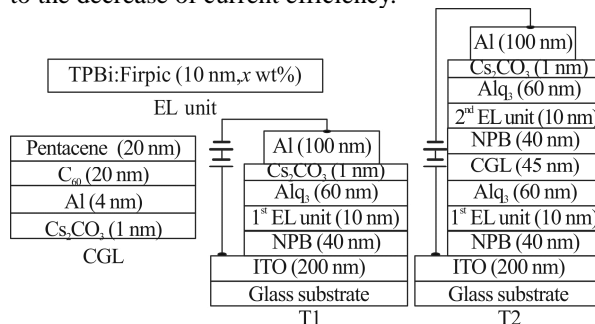 to the decrease of current efficiency.
TPBi:Firpic (10 nm,x wt%)
EL unit
Pentacene (20 nm)
C₆₀ (20 nm)
Al (4 nm)
Cs₂CO₃ (1 nm)
CGL
Al (100 nm)
Cs₂CO₃ (1 nm)
Alq₃ (60 nm)
1ˢᵗ EL unit (10 nm)
NPB (40 nm)
ITO (200 nm)
Glass substrate
T1
Al (100 nm)
Cs₂CO₃ (1 nm)
Alq₃ (60 nm)
2ⁿᵈ EL unit (10 nm)
NPB (40 nm)
CGL (45 nm)
Alq₃ (60 nm)
1ˢᵗ EL unit (10 nm)
NPB (40 nm)
ITO (200 nm)
Glass substrate
T2